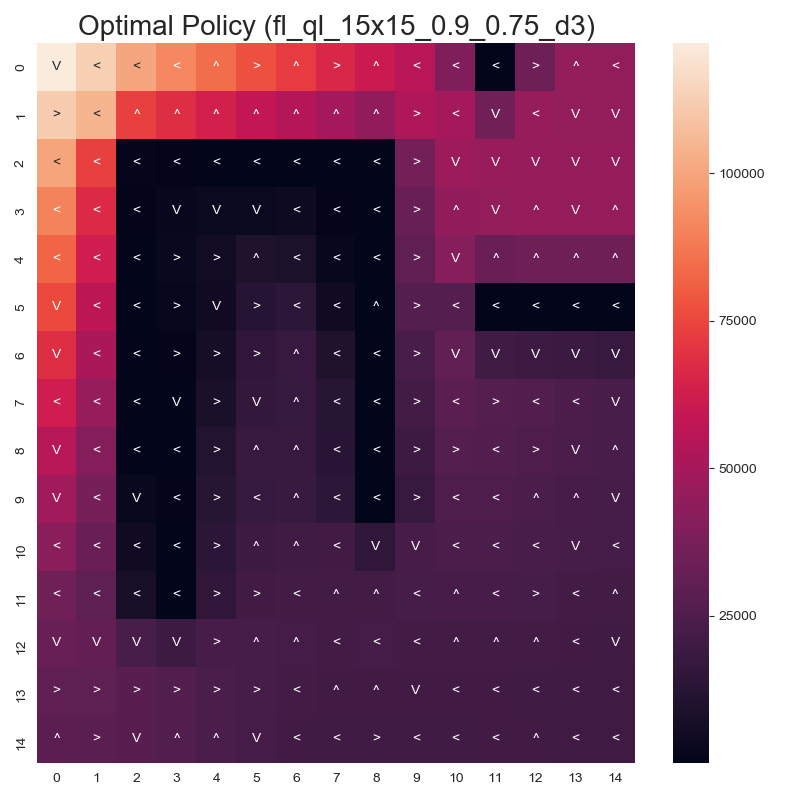 Optimal Policy (fl_ql_15x15_0.9_0.75_d3)
0 V < < < ^ > ^ > ^ < < < > ^ <
1 > < ^ ^ ^ ^ ^ ^ ^ > < V < V V
2 < < < < < < < < < > V V V V V
3 < < < V V V < < < > ^ V ^ V ^
4 < < < > > ^ < < < > V ^ ^ ^ ^
5 V < < > V > < < ^ > < < < < <
6 V < < > > > ^ < < > V V V V V
7 < < < V > V ^ < < > < > < < V
8 V < < < > ^ ^ < < > > < > V ^
9 V < V < > < ^ < < > < < ^ ^ V
10 < < < < > ^ ^ < V V < < < V <
11 < < < < > > < ^ ^ < ^ < > < ^
12 V V V V > ^ ^ < < < ^ ^ ^ < V
13 > > > > > > < ^ ^ V < < < < <
14 ^ > V ^ ^ V < < > < < < ^ < <
0 1 2 3 4 5 6 7 8 9 10 11 12 13 14
100000
75000
50000
25000